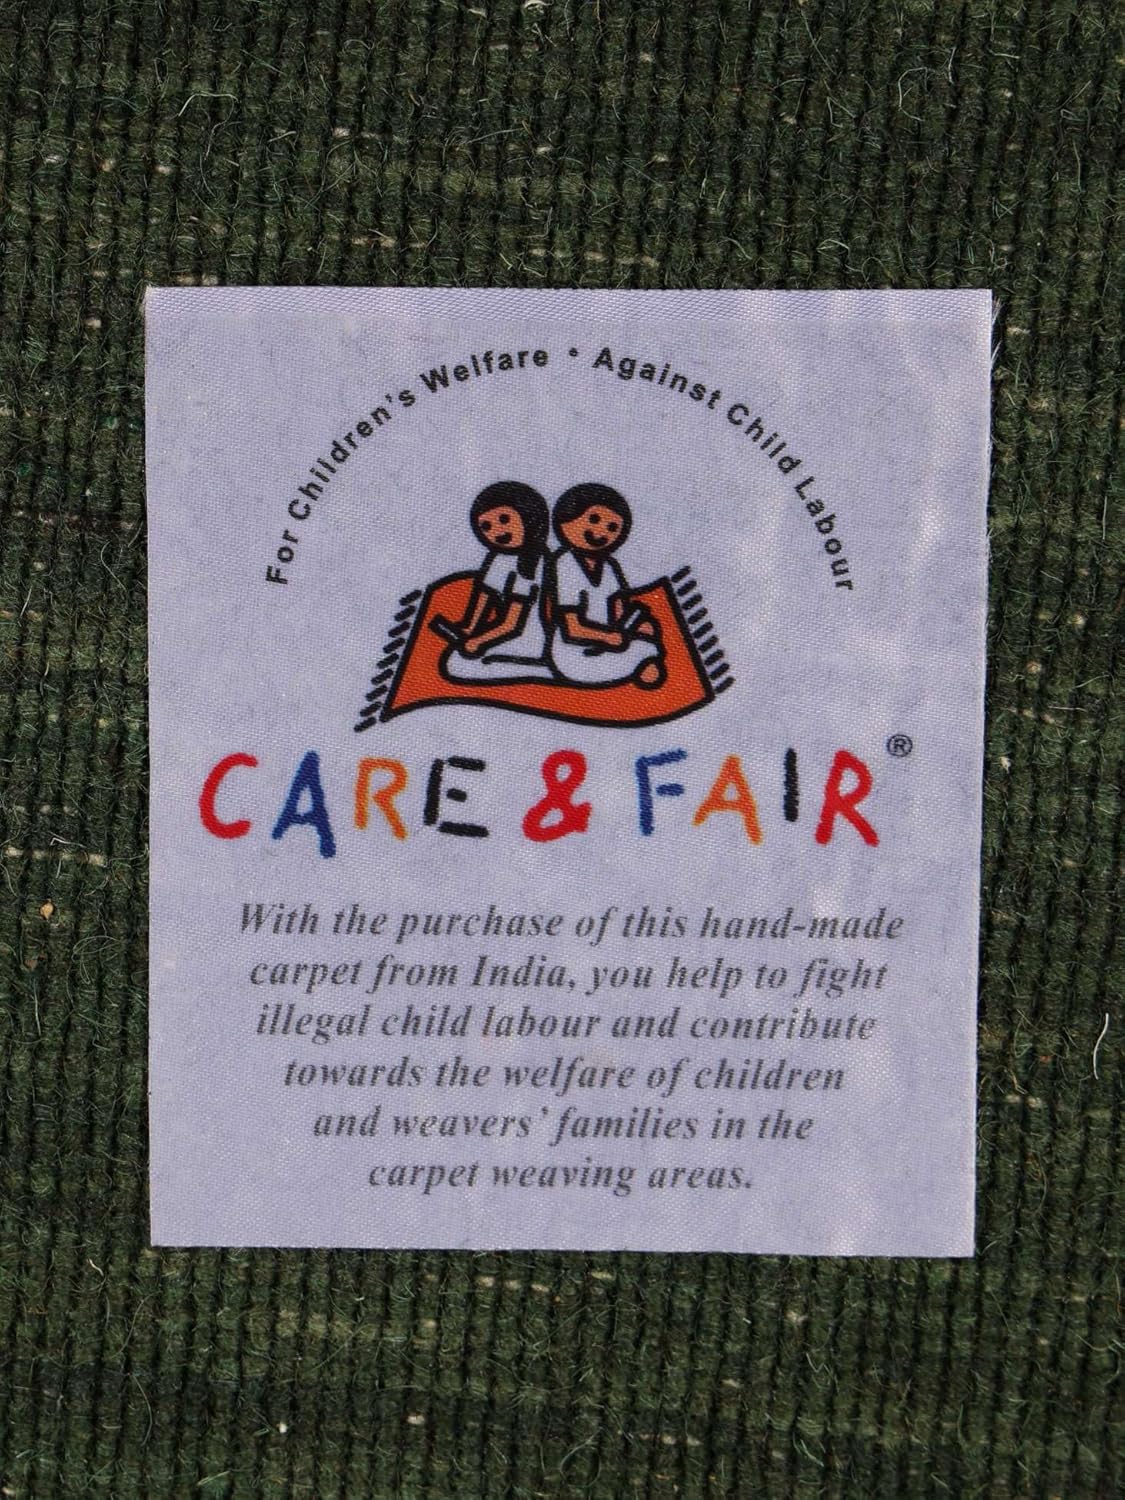 For Children's Welfare • Against Child Labour
CARE & FAIR®
With the purchase of this hand-made
carpet from India, you help to fight
illegal child labour and contribute
towards the welfare of children
and weavers' families in the
carpet weaving areas.